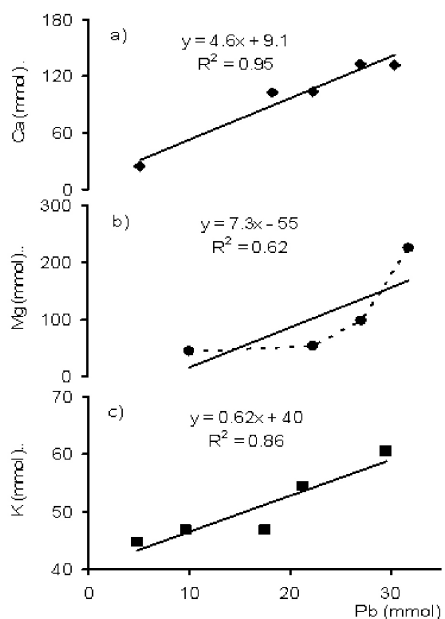 180
a)
y = 4.6x + 9.1
R² = 0.95
120
60
0
Ca (mmol)..
300
b)
y = 7.3x - 55
R² = 0.62
200
100
0
Mg (mmol)..
70
c)
y = 0.62x + 40
R² = 0.86
60
50
40
K (mmol)..
0 10 20 30
Pb (mmol)